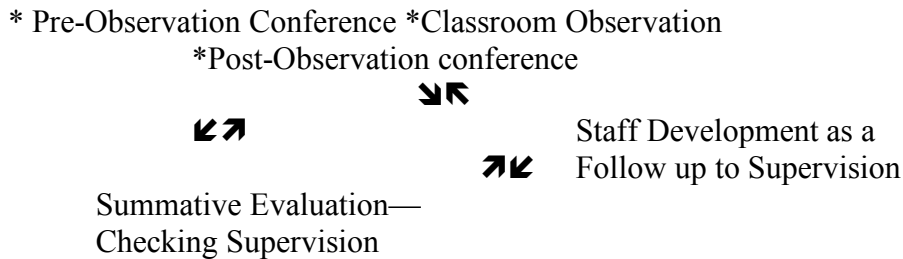 * Pre-Observation Conference *Classroom Observation
*Post-Observation conference
Staff Development as a
Follow up to Supervision
Summative Evaluation—
Checking Supervision